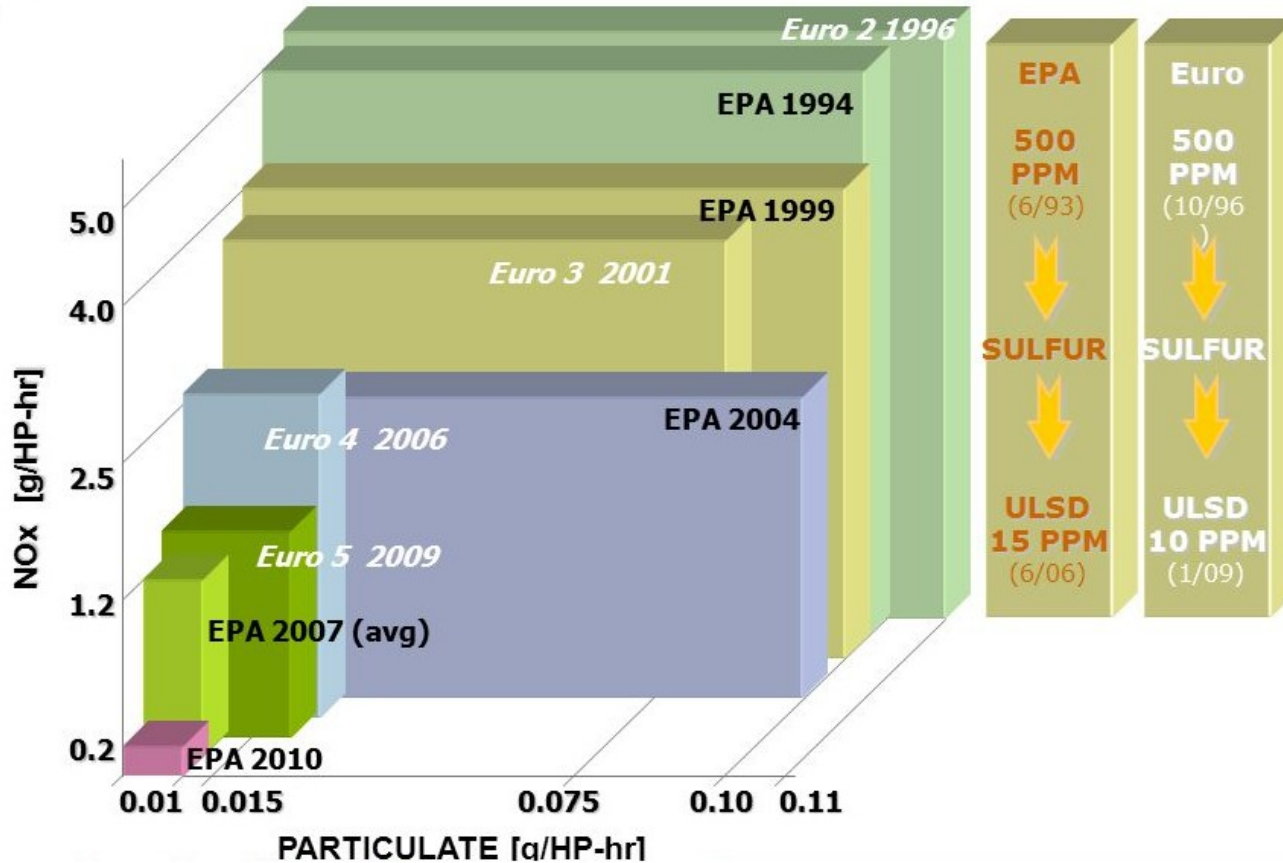 Euro 2 1996
EPA 1994
EPA 1999
Euro 3 2001
EPA 2004
Euro 4 2006
Euro 5 2009
EPA 2007 (avg)
EPA 2010
NOx [g/HP-hr]
5.0
4.0
2.5
1.2
0.2
0.01 0.015 0.075 0.10 0.11
PARTICULATE [g/HP-hr]
EPA
500
PPM
(6/93)
SULFUR
ULSD
15 PPM
(6/06)
Euro
500
PPM
(10/96
)
SULFUR
ULSD
10 PPM
(1/09)